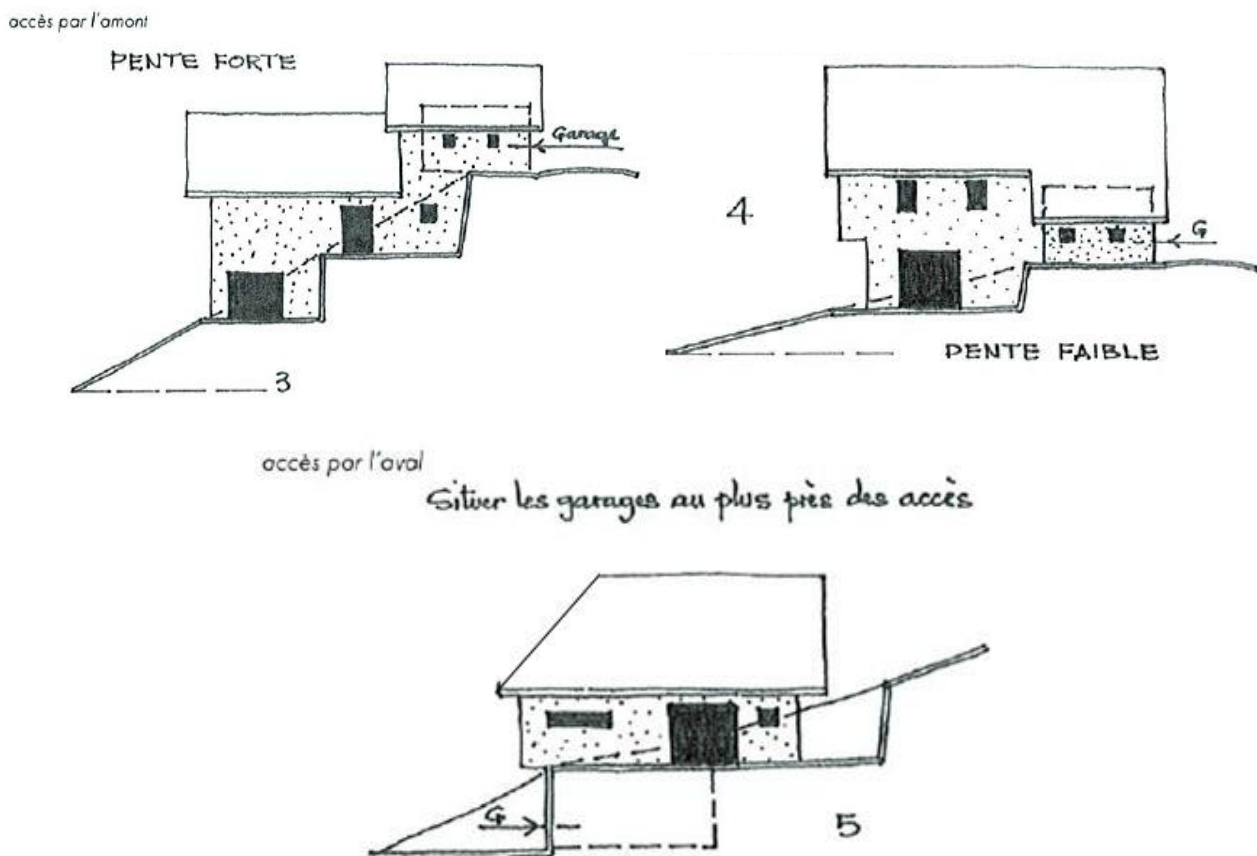 accès par l'amont
PENTE FORTE
Garage
3
4
G
PENTE FAIBLE
accès par l'aval
Situer les garages au plus près des accès
G
5